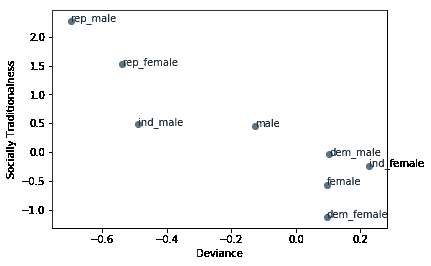 rep_male
2.0
rep_female
1.5
Socially Traditionalness
1.0
ind_male
male
0.5
dem_male
0.0
ind_female
female
−0.5
dem_female
−1.0
−0.6
−0.4
−0.2
0.0
0.2
Deviance